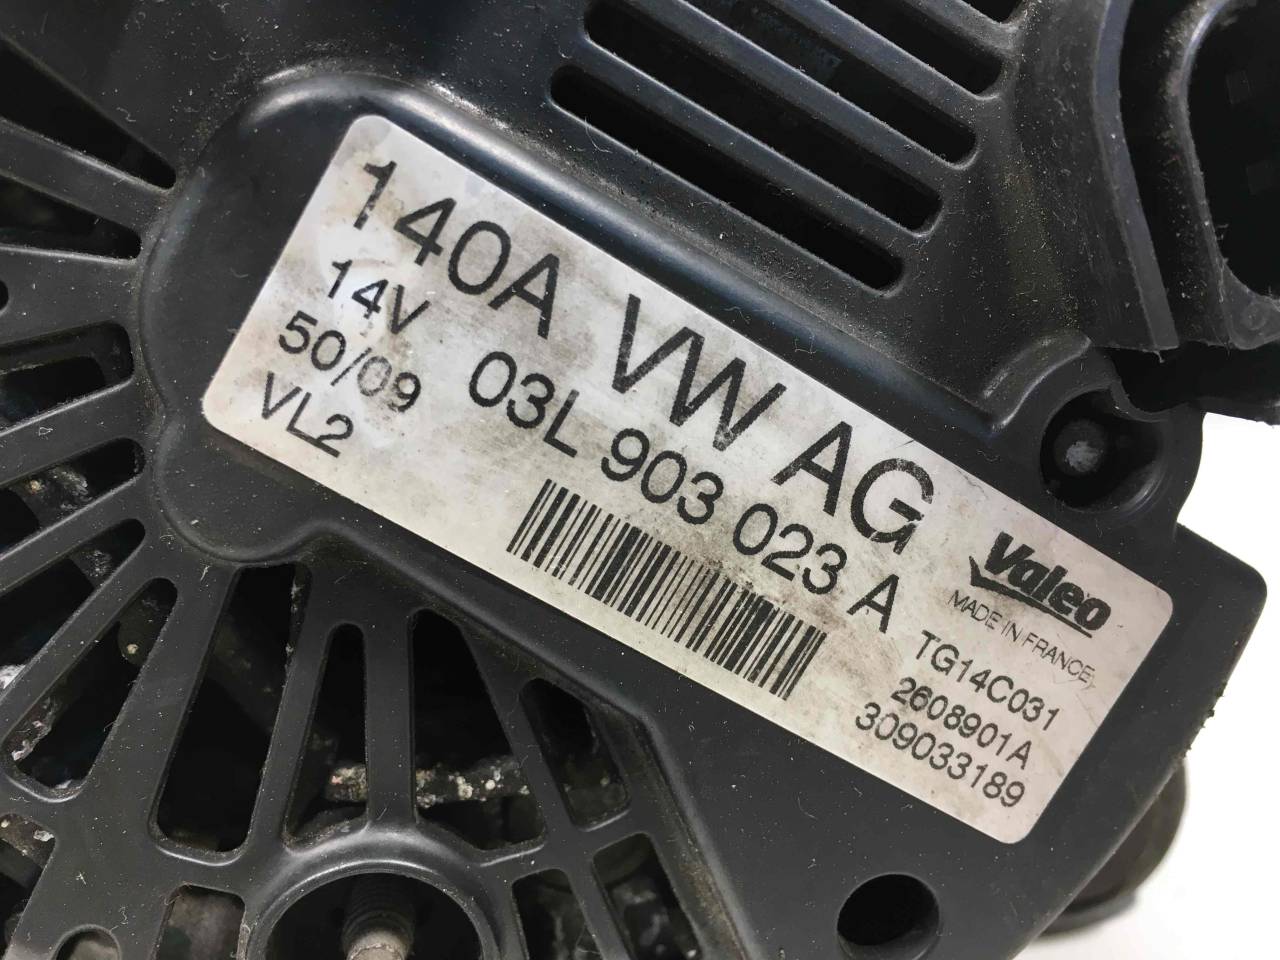 140A VW AG
14V 03L 903 023 A
50/09
VL2
Valeo
MADE IN FRANCE
TG14C031
2608901A
309033189